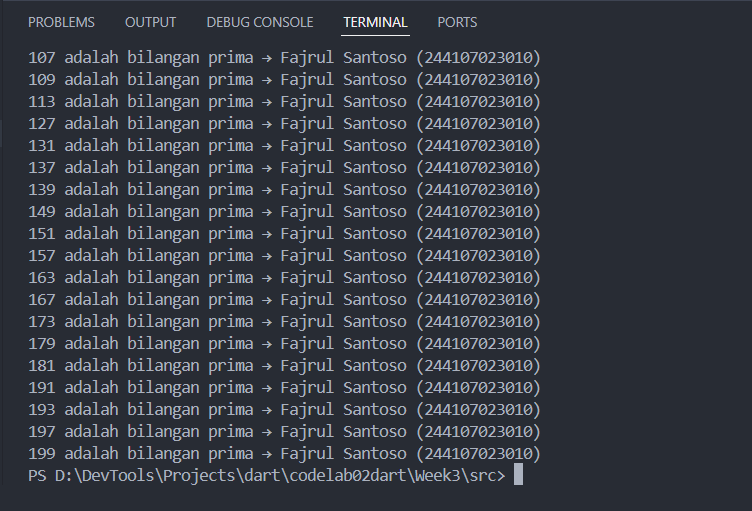 PROBLEMS OUTPUT DEBUG CONSOLE TERMINAL PORTS
107 adalah bilangan prima → Fajrul Santoso (244107023010)
109 adalah bilangan prima → Fajrul Santoso (244107023010)
113 adalah bilangan prima → Fajrul Santoso (244107023010)
127 adalah bilangan prima → Fajrul Santoso (244107023010)
131 adalah bilangan prima → Fajrul Santoso (244107023010)
137 adalah bilangan prima → Fajrul Santoso (244107023010)
139 adalah bilangan prima → Fajrul Santoso (244107023010)
149 adalah bilangan prima → Fajrul Santoso (244107023010)
151 adalah bilangan prima → Fajrul Santoso (244107023010)
157 adalah bilangan prima → Fajrul Santoso (244107023010)
163 adalah bilangan prima → Fajrul Santoso (244107023010)
167 adalah bilangan prima → Fajrul Santoso (244107023010)
173 adalah bilangan prima → Fajrul Santoso (244107023010)
179 adalah bilangan prima → Fajrul Santoso (244107023010)
181 adalah bilangan prima → Fajrul Santoso (244107023010)
191 adalah bilangan prima → Fajrul Santoso (244107023010)
193 adalah bilangan prima → Fajrul Santoso (244107023010)
197 adalah bilangan prima → Fajrul Santoso (244107023010)
199 adalah bilangan prima → Fajrul Santoso (244107023010)
PS D:\DevTools\Projects\dart\codelab02dart\Week3\src>